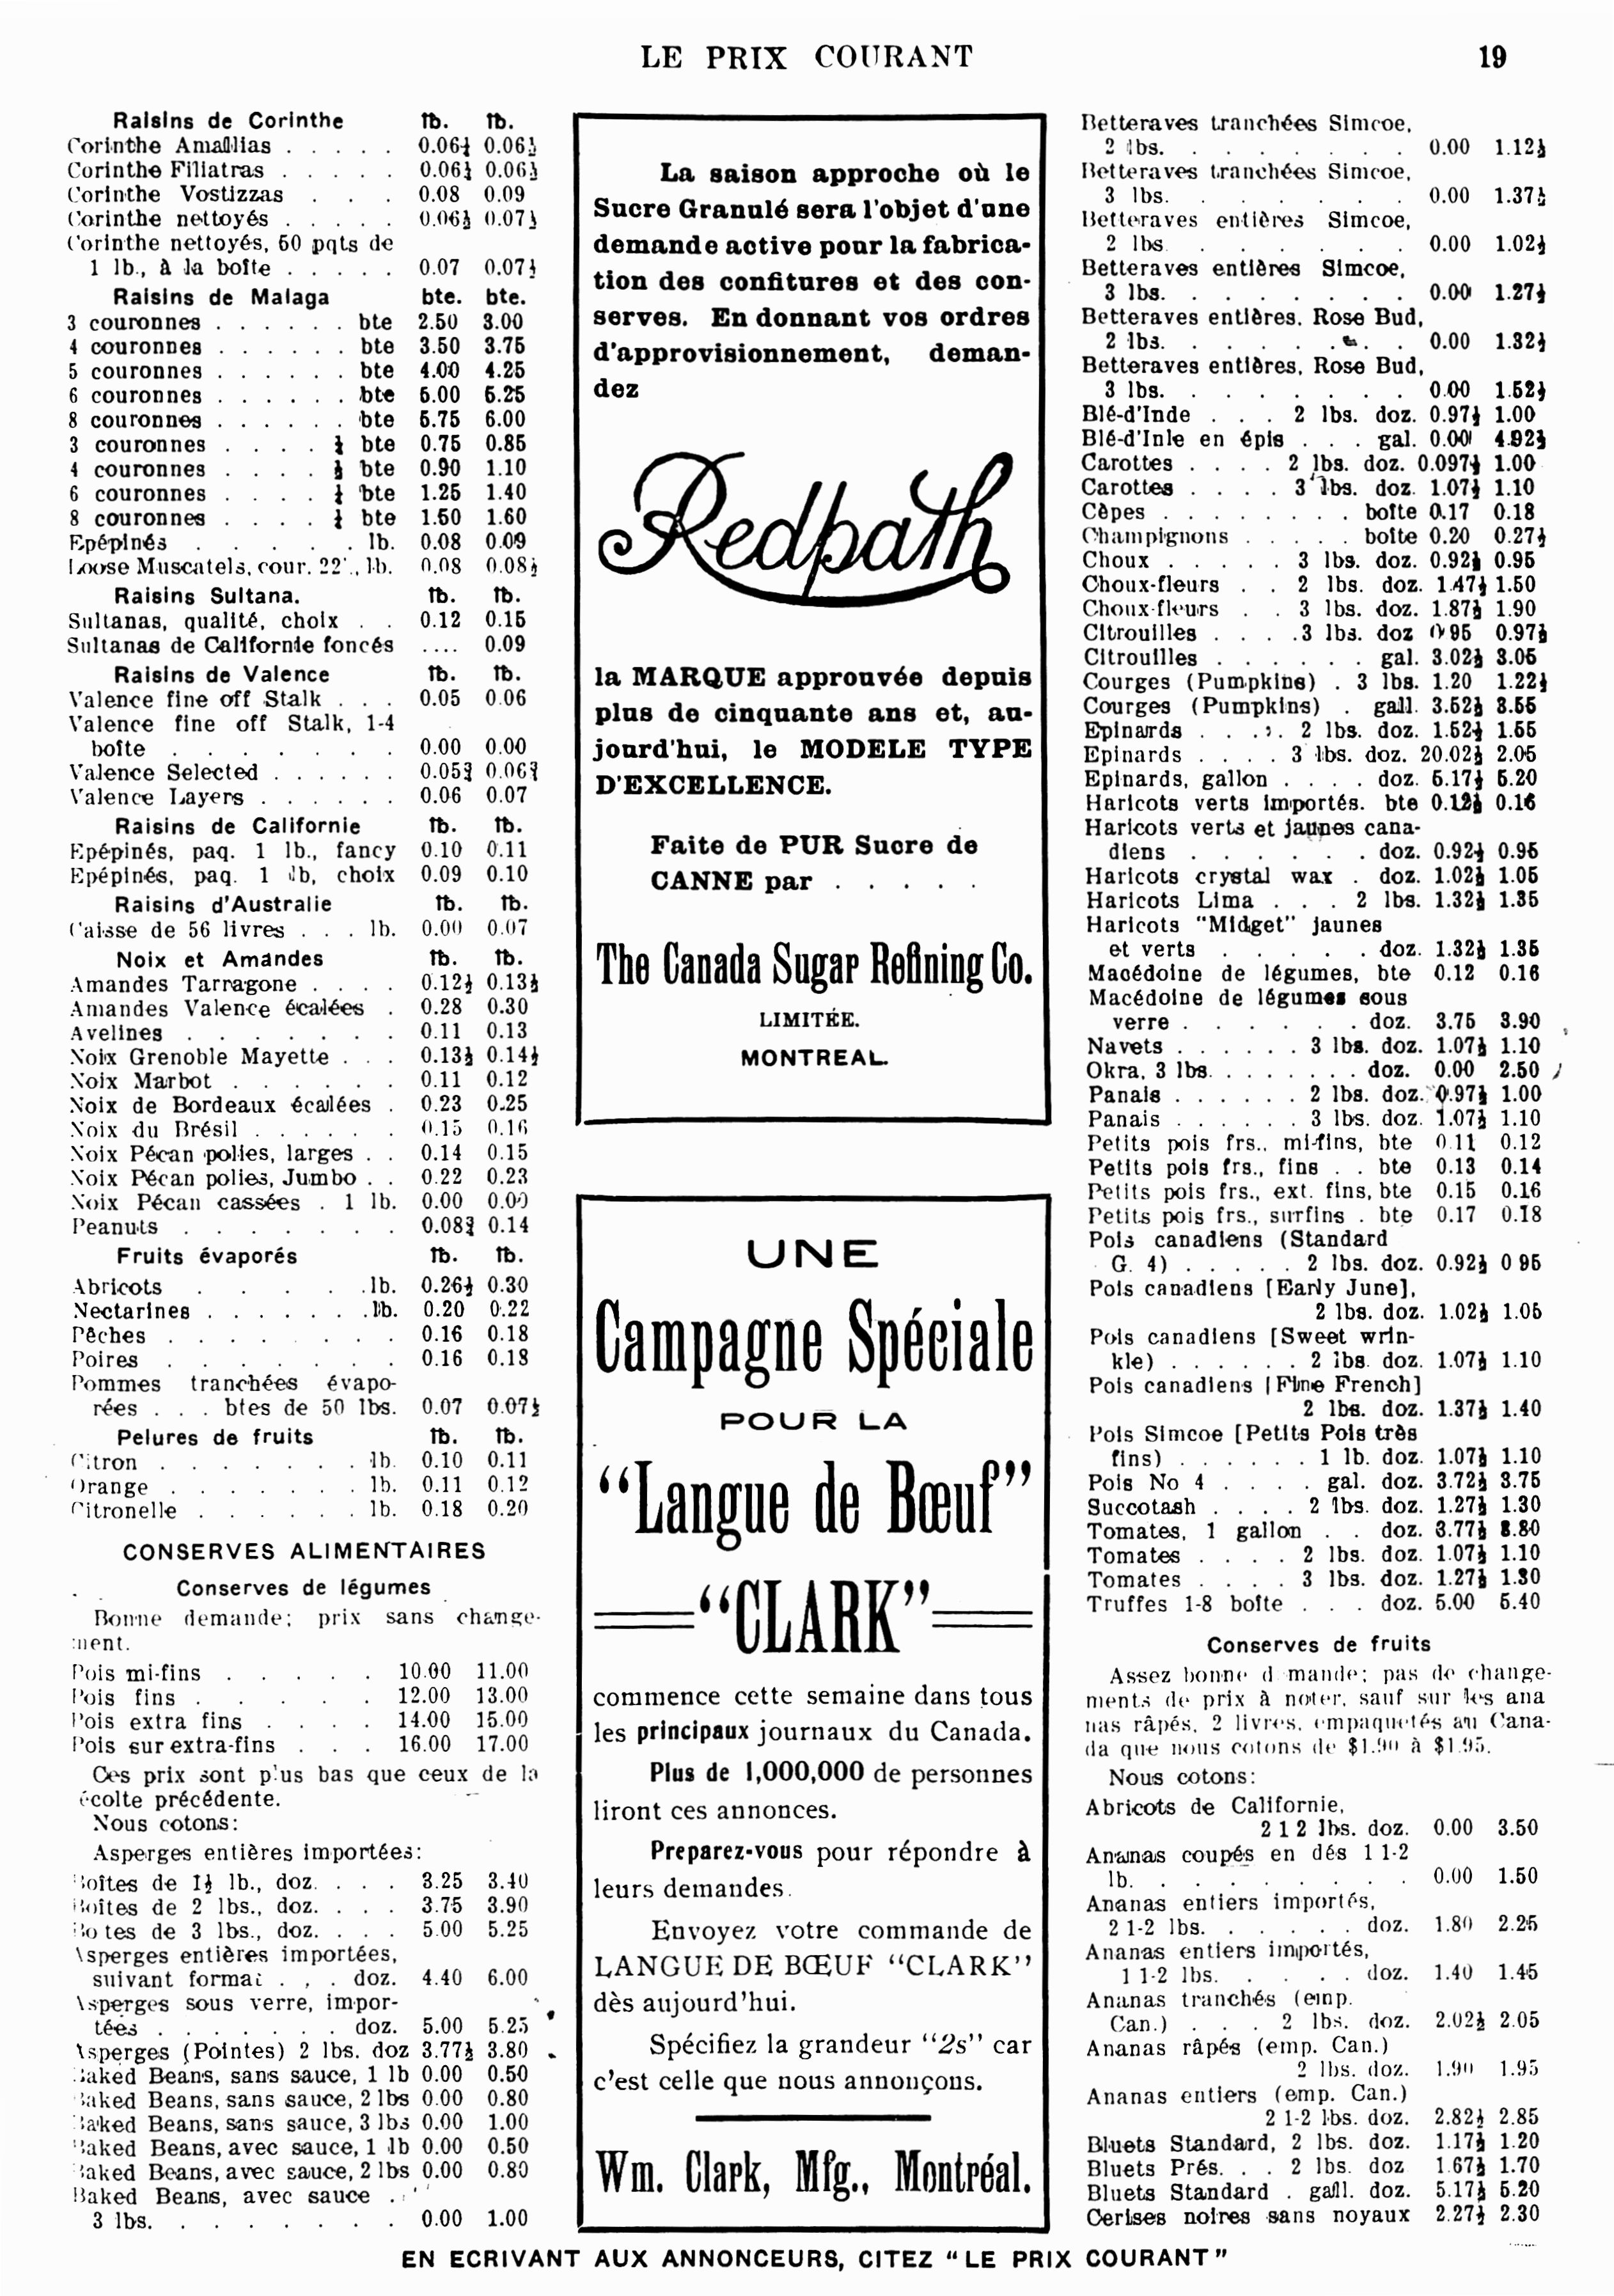 LE PRIX COURANT 19
Raisins de Corinthe lb. lb.
Corinthe Amallias . . . . . 0.06¼ 0.06½
Corinthe Filiatras . . . . . 0.06¼ 0.06½
Corinthe Vostizzas . . . 0.08 0.09
Corinthe nettoyés . . . . . 0.06½ 0.07½
Corinthe nettoyés, 50 pqts de
1 lb., à la boîte . . . . . 0.07 0.07½
Raisins de Malaga bte. bte.
3 couronnes . . . . . . bte 2.50 3.00
4 couronnes . . . . . . bte 3.50 3.75
5 couronnes . . . . . . bte 4.00 4.25
6 couronnes . . . . . . bte 5.00 5.25
8 couronnes . . . . . . bte 5.75 6.00
3 couronnes . . . . ¼ bte 0.75 0.85
4 couronnes . . . . ¼ bte 0.90 1.10
6 couronnes . . . . ¼ bte 1.25 1.40
8 couronnes . . . . ¼ bte 1.50 1.60
Epépinés . . . . . . lb. 0.08 0.09
Loose Muscatels, cour. 22'., lb. 0.08 0.08½
Raisins Sultana. lb. lb.
Sultanas, qualité, choix . . 0.12 0.15
Sultanas de Californie foncés .... 0.09
Raisins de Valence lb. lb.
Valence fine off Stalk . . . 0.05 0.06
Valence fine off Stalk, 1-4
boîte . . . . . . . 0.00 0.00
Valence Selected . . . . . . 0.05¾ 0.06¾
Valence Layers . . . . . . 0.06 0.07
Raisins de Californie lb. lb.
Epépinés, paq. 1 lb., fancy 0.10 0.11
Epépinés, paq. 1 lb, choix 0.09 0.10
Raisins d'Australie lb. lb.
Caisse de 56 livres . . . lb. 0.00 0.07
Noix et Amandes lb. lb.
Amandes Tarragone . . . . 0.12½ 0.13½
Amandes Valence écalées . 0.28 0.30
Avelines . . . . . . . 0.11 0.13
Noix Grenoble Mayette . . . 0.13½ 0.14½
Noix Marbot . . . . . . 0.11 0.12
Noix de Bordeaux écalées . 0.23 0.25
Noix du Brésil . . . . . . 0.15 0.16
Noix Pécan polies, larges . . 0.14 0.15
Noix Pécan polies, Jumbo . . 0.22 0.23
Noix Pécan cassées . 1 lb. 0.00 0.00
Peanuts . . . . . . . 0.08¾ 0.14
Fruits évaporés lb. lb.
Abricots . . . . . lb. 0.26½ 0.30
Nectarines . . . . . . . lb. 0.20 0.22
Pêches . . . . . . . . 0.16 0.18
Poires . . . . . . . 0.16 0.18
Pommes tranchées évapo-
rées . . . btes de 50 lbs. 0.07 0.07½
Pelures de fruits lb. lb.
Citron . . . . . . . lb. 0.10 0.11
Orange . . . . . . . lb. 0.11 0.12
Citronelle . . . . . . lb. 0.18 0.20
CONSERVES ALIMENTAIRES
Conserves de légumes
Bonne demande; prix sans change-
ment.
Pois mi-fins . . . . . 10.00 11.00
Pois fins . . . . . 12.00 13.00
Pois extra fins . . . . 14.00 15.00
Pois sur extra-fins . . . 16.00 17.00
Ces prix sont plus bas que ceux de la
écolte précédente.
Nous cotons:
Asperges entières importées:
Boîtes de 1½ lb., doz. . . . 3.25 3.40
Boîtes de 2 lbs., doz. . . . 3.75 3.90
Bo tes de 3 lbs., doz. . . . 5.00 5.25
Asperges entières importées,
suivant format . . . doz. 4.40 6.00
Asperges sous verre, impor-
tées . . . . . . . doz. 5.00 5.25
Asperges (Pointes) 2 lbs. doz 3.77½ 3.80
Baked Beans, sans sauce, 1 lb 0.00 0.50
Baked Beans, sans sauce, 2 lbs 0.00 0.80
Baked Beans, sans sauce, 3 lbs 0.00 1.00
Baked Beans, avec sauce, 1 lb 0.00 0.50
Baked Beans, avec sauce, 2 lbs 0.00 0.80
Baked Beans, avec sauce .
3 lbs. . . . . . . . . 0.00 1.00
La saison approche où le
Sucre Granulé sera l'objet d'une
demande active pour la fabrica-
tion des confitures et des con-
serves. En donnant vos ordres
d'approvisionnement, deman-
dez
Redpath
la MARQUE approuvée depuis
plus de cinquante ans et, au-
jourd'hui, le MODELE TYPE
D'EXCELLENCE.
Faite de PUR Sucre de
CANNE par . . . . .
The Canada Sugar Refining Co.
LIMITÉE.
MONTREAL.
UNE
Campagne Spéciale
POUR LA
“Langue de Bœuf”
“CLARK”
commence cette semaine dans tous
les principaux journaux du Canada.
Plus de 1,000,000 de personnes
liront ces annonces.
Preparez-vous pour répondre à
leurs demandes.
Envoyez votre commande de
LANGUE DE BŒUF “CLARK”
dès aujourd'hui.
Spécifiez la grandeur “2s” car
c'est celle que nous annonçons.
Wm. Clark, Mfg., Montréal.
Betteraves tranchées Simcoe,
2 lbs. . . . . . . . 0.00 1.12½
Betteraves tranchées Simcoe,
3 lbs. . . . . . . . 0.00 1.37½
Betteraves entières Simcoe,
2 lbs . . . . . . . 0.00 1.02½
Betteraves entières Simcoe,
3 lbs. . . . . . . . 0.00 1.27½
Betteraves entières. Rose Bud,
2 lbs. . . . . . . . 0.00 1.32½
Betteraves entières, Rose Bud,
3 lbs. . . . . . . . 0.00 1.52½
Blé-d'Inde . . . 2 lbs. doz. 0.97½ 1.00
Blé-d'Inle en épis . . . gal. 0.00 4.92½
Carottes . . . . 2 lbs. doz. 0.097½ 1.00
Carottes . . . . 3 lbs. doz. 1.07½ 1.10
Cèpes . . . . . . . . boîte 0.17 0.18
Champignons . . . . . boîte 0.20 0.27½
Choux . . . . . 3 lbs. doz. 0.92½ 0.95
Choux-fleurs . . 2 lbs. doz. 1.47½ 1.50
Choux-fleurs . . 3 lbs. doz. 1.87½ 1.90
Citrouilles . . . . 3 lbs. doz 0 95 0.97½
Citrouilles . . . . . . gal. 3.02½ 3.05
Courges (Pumpkins) . 3 lbs. 1.20 1.22½
Courges (Pumpkins) . gall. 3.52½ 3.55
Epinards . . . . . 2 lbs. doz. 1.52½ 1.55
Epinards . . . . 3 lbs. doz. 20.02½ 2.05
Epinards, gallon . . . . doz. 5.17½ 5.20
Haricots verts importés. bte 0.12½ 0.16
Haricots verts et jaunes cana-
diens . . . . . . . doz. 0.92½ 0.95
Haricots crystal wax . doz. 1.02½ 1.05
Haricots Lima . . . 2 lbs. 1.32½ 1.35
Haricots "Midget" jaunes
et verts . . . . . . doz. 1.32½ 1.35
Macédoine de légumes, bte 0.12 0.16
Macédoine de légumes sous
verre . . . . . . . doz. 3.75 3.90
Navets . . . . . . 3 lbs. doz. 1.07½ 1.10
Okra, 3 lbs. . . . . . . . doz. 0.00 2.50
Panais . . . . . . 2 lbs. doz. 0.97½ 1.00
Panais . . . . . . 3 lbs. doz. 1.07½ 1.10
Petits pois frs., mi-fins, bte 0.11 0.12
Petits pois frs., fins . . bte 0.13 0.14
Petits pois frs., ext. fins, bte 0.15 0.16
Petits pois frs., surfins . bte 0.17 0.18
Pois canadiens (Standard
G. 4) . . . . . 2 lbs. doz. 0.92½ 0 95
Pois canadiens [Early June],
2 lbs. doz. 1.02½ 1.05
Pois canadiens [Sweet wrin-
kle) . . . . . . 2 lbs. doz. 1.07½ 1.10
Pois canadiens [Fine French]
2 lbs. doz. 1.37½ 1.40
Pois Simcoe [Petits Pois très
fins) . . . . . . 1 lb. doz. 1.07½ 1.10
Pois No 4 . . . . gal. doz. 3.72½ 3.75
Succotash . . . . 2 lbs. doz. 1.27½ 1.30
Tomates, 1 gallon . . doz. 3.77½ 3.80
Tomates . . . . 2 lbs. doz. 1.07½ 1.10
Tomates . . . . 3 lbs. doz. 1.27½ 1.30
Truffes 1-8 boîte . . . doz. 5.00 5.40
Conserves de fruits
Assez bonne d mande; pas de change-
ments de prix à noter, sauf sur les ana
nas râpés, 2 livres, empaquetés au Cana-
da que nous cotons de $1.90 à $1.95.
Nous cotons:
Abricots de Californie,
2 1 2 lbs. doz. 0.00 3.50
Ananas coupés en dés 1 1-2
lb. . . . . . . . . 0.00 1.50
Ananas entiers importés,
2 1-2 lbs. . . . . . doz. 1.80 2.25
Ananas entiers importés,
1 1-2 lbs. . . . . doz. 1.40 1.45
Ananas tranchés (emp.
Can.) . . . 2 lbs. doz. 2.02½ 2.05
Ananas râpés (emp. Can.)
2 lbs. doz. 1.90 1.95
Ananas entiers (emp. Can.)
2 1-2 lbs. doz. 2.82½ 2.85
Bluets Standard, 2 lbs. doz. 1.17½ 1.20
Bluets Prés. . . 2 lbs. doz 1.67½ 1.70
Bluets Standard . gall. doz. 5.17½ 5.20
Cerises noires sans noyaux 2.27½ 2.30
EN ECRIVANT AUX ANNONCEURS, CITEZ "LE PRIX COURANT"